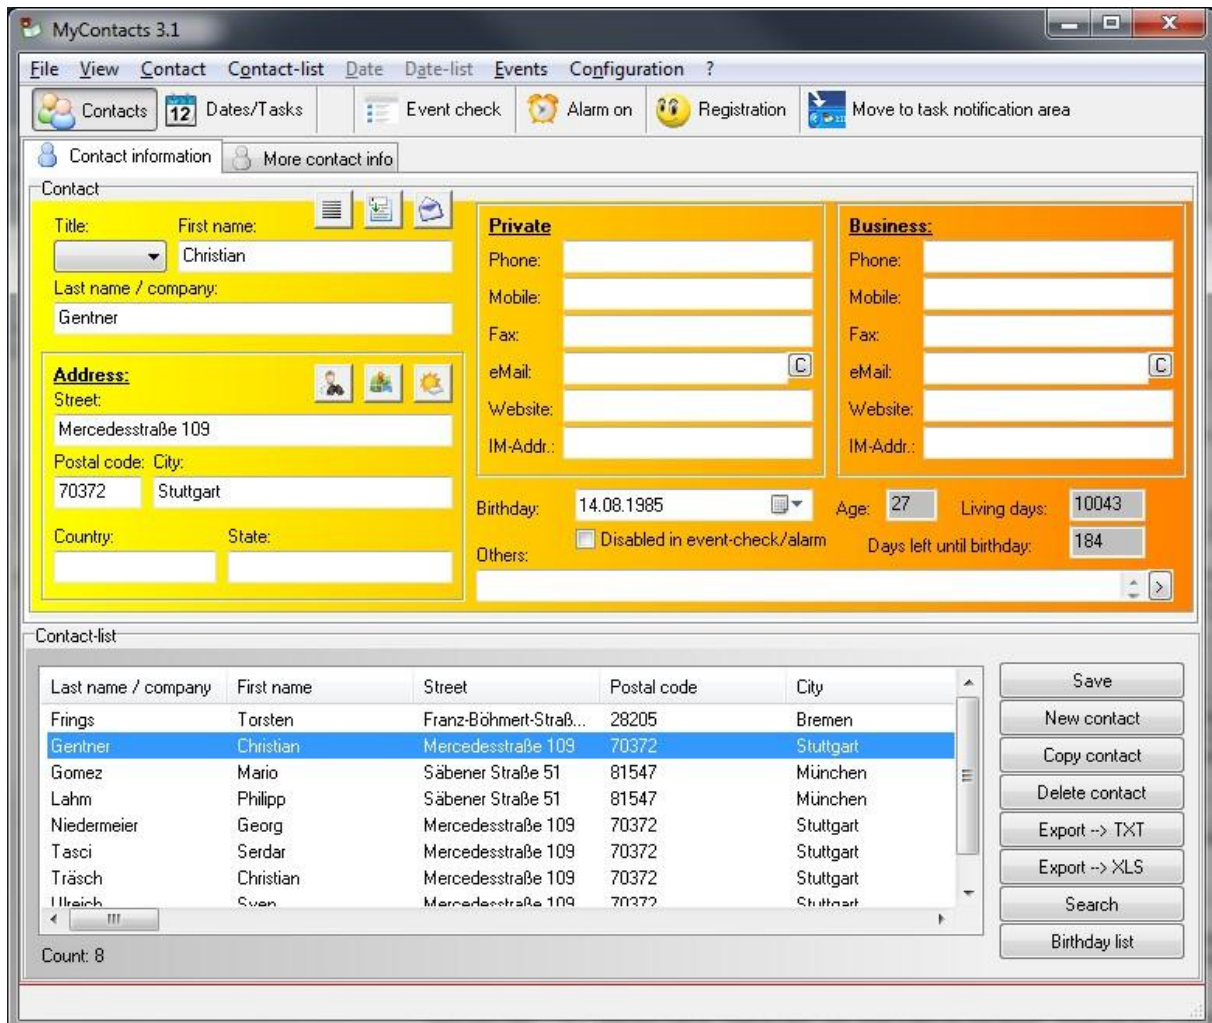 MyContacts 3.1
File View Contact Contact-list Date Date-list Events Configuration ?
Contacts 12 Dates/Tasks Event check Alarm on Registration Move to task notification area
Contact information More contact info
Contact
Title: First name:
Christian
Last name / company:
Gentner
Address:
Street:
Mercedesstraße 109
Postal code: City:
70372 Stuttgart
Country: State:
Private
Phone:
Mobile:
Fax:
eMail: C
Website:
IM-Addr.:
Business:
Phone:
Mobile:
Fax:
eMail: C
Website:
IM-Addr.:
Birthday: 14.08.1985 Age: 27 Living days: 10043
Disabled in event-check/alarm Days left until birthday: 184
Others:
>
Contact-list
Last name / company First name Street Postal code City
Frings Torsten Franz-Böhmert-Straß... 28205 Bremen
Gentner Christian Mercedesstraße 109 70372 Stuttgart
Gomez Mario Säbener Straße 51 81547 München
Lahm Philipp Säbener Straße 51 81547 München
Niedermeier Georg Mercedesstraße 109 70372 Stuttgart
Tasci Serdar Mercedesstraße 109 70372 Stuttgart
Träsch Christian Mercedesstraße 109 70372 Stuttgart
Ulreich Sven Mercedesstraße 109 70372 Stuttgart
Count: 8
Save
New contact
Copy contact
Delete contact
Export --> TXT
Export --> XLS
Search
Birthday list